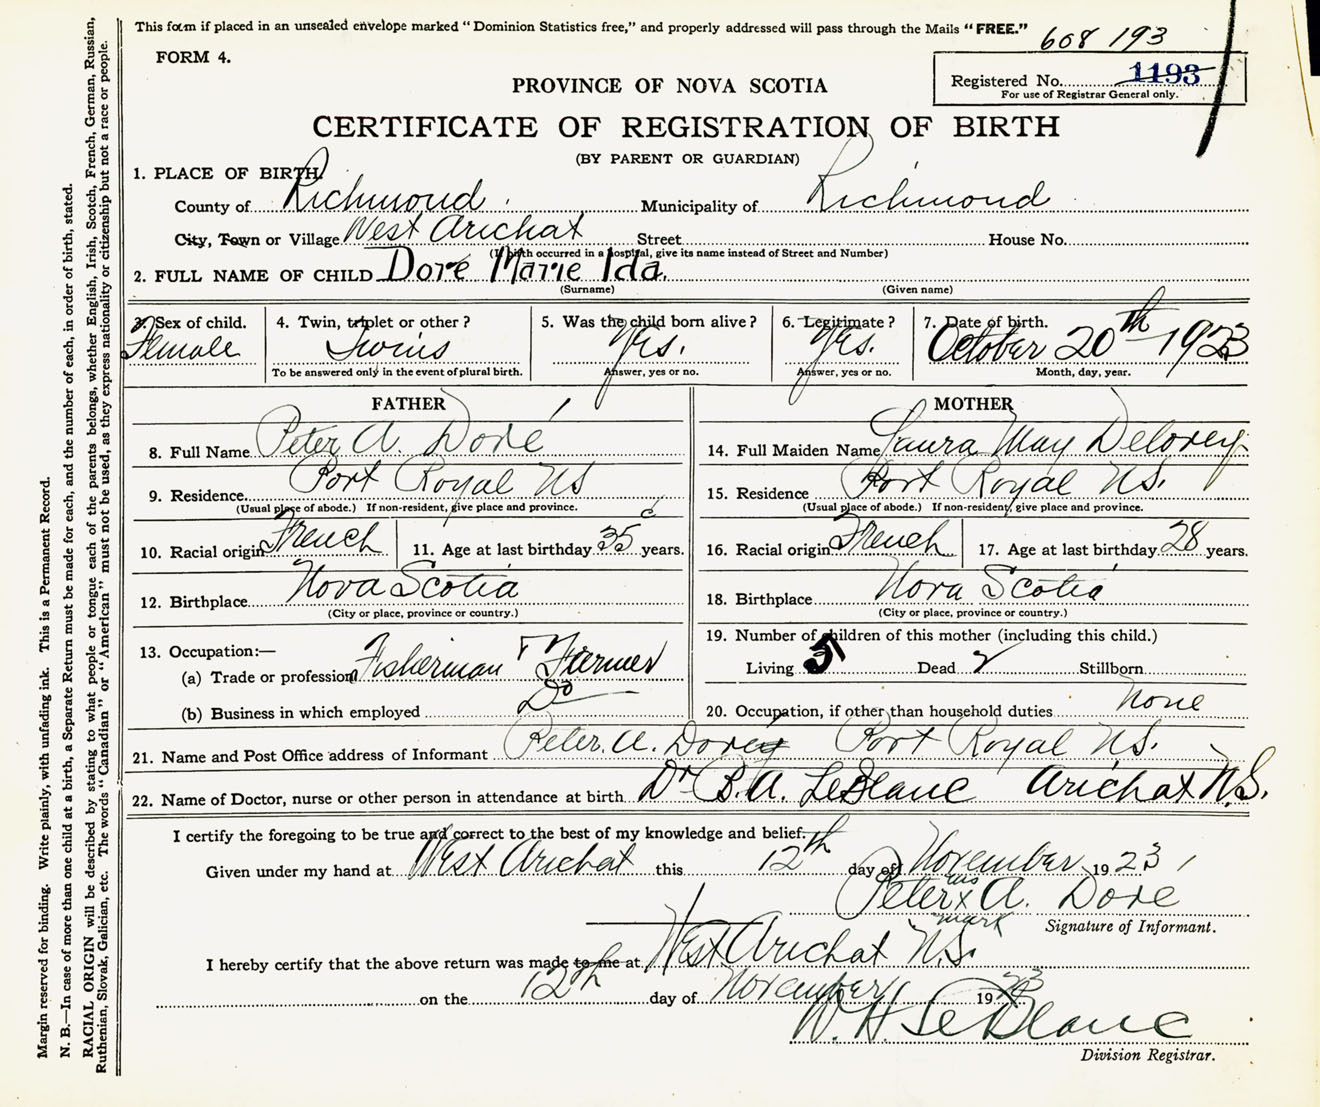 This form if placed in an unsealed envelope marked "Dominion Statistics free," and properly addressed will pass through the Mails "FREE."
608 193
FORM 4.
Registered No. 1193
For use of Registrar General only.
PROVINCE OF NOVA SCOTIA
CERTIFICATE OF REGISTRATION OF BIRTH
(BY PARENT OR GUARDIAN)
1. PLACE OF BIRTH
County of Richmond Municipality of Richmond
City, Town or Village West Arichat Street House No.
(If birth occurred in a hospital, give its name instead of Street and Number)
2. FULL NAME OF CHILD Doré Marie Ida.
(Surname) (Given name)
3. Sex of child. 4. Twin, triplet or other? 5. Was the child born alive? 6. Legitimate? 7. Date of birth.
Female Twins Yes. Yes. October 20th 1923
To be answered only in the event of plural birth. Answer, yes or no. Answer, yes or no. Month, day, year.
FATHER MOTHER
8. Full Name Peter A. Doré 14. Full Maiden Name Laura May Delorey
9. Residence Port Royal NS 15. Residence Port Royal NS.
(Usual place of abode.) If non-resident, give place and province. (Usual place of abode.) If non-resident, give place and province.
10. Racial origin French 11. Age at last birthday 35 years. 16. Racial origin French 17. Age at last birthday 28 years.
12. Birthplace Nova Scotia 18. Birthplace Nova Scotia
(City or place, province or country.) (City or place, province or country.)
13. Occupation:— 19. Number of children of this mother (including this child.)
(a) Trade or profession Fisherman & Farmer Living 5 Dead 2 Stillborn
(b) Business in which employed Do 20. Occupation, if other than household duties None
21. Name and Post Office address of Informant Peter. A. Doré Port Royal NS.
22. Name of Doctor, nurse or other person in attendance at birth Dr B. A. LeBlanc Arichat N.S.
I certify the foregoing to be true and correct to the best of my knowledge and belief.
Given under my hand at West Arichat this 12th day of November 1923
Peter his x mark A. Doré
Signature of Informant.
I hereby certify that the above return was made to me at West Arichat N.S.
on the 12th day of November 1923
W. H. LeBlanc
Division Registrar.
Margin reserved for binding. Write plainly, with unfading ink. This is a Permanent Record.
N. B.—In case of more than one child at a birth, a Separate Return must be made for each, and the number of each, in order of birth, stated.
RACIAL ORIGIN will be described by stating to what people or tongue each of the parents belongs, whether English, Irish, Scotch, French, German, Russian,
Ruthenian, Slovak, Galician, etc. The words "Canadian" or "American" must not be used, as they express nationality or citizenship but not a race or people.